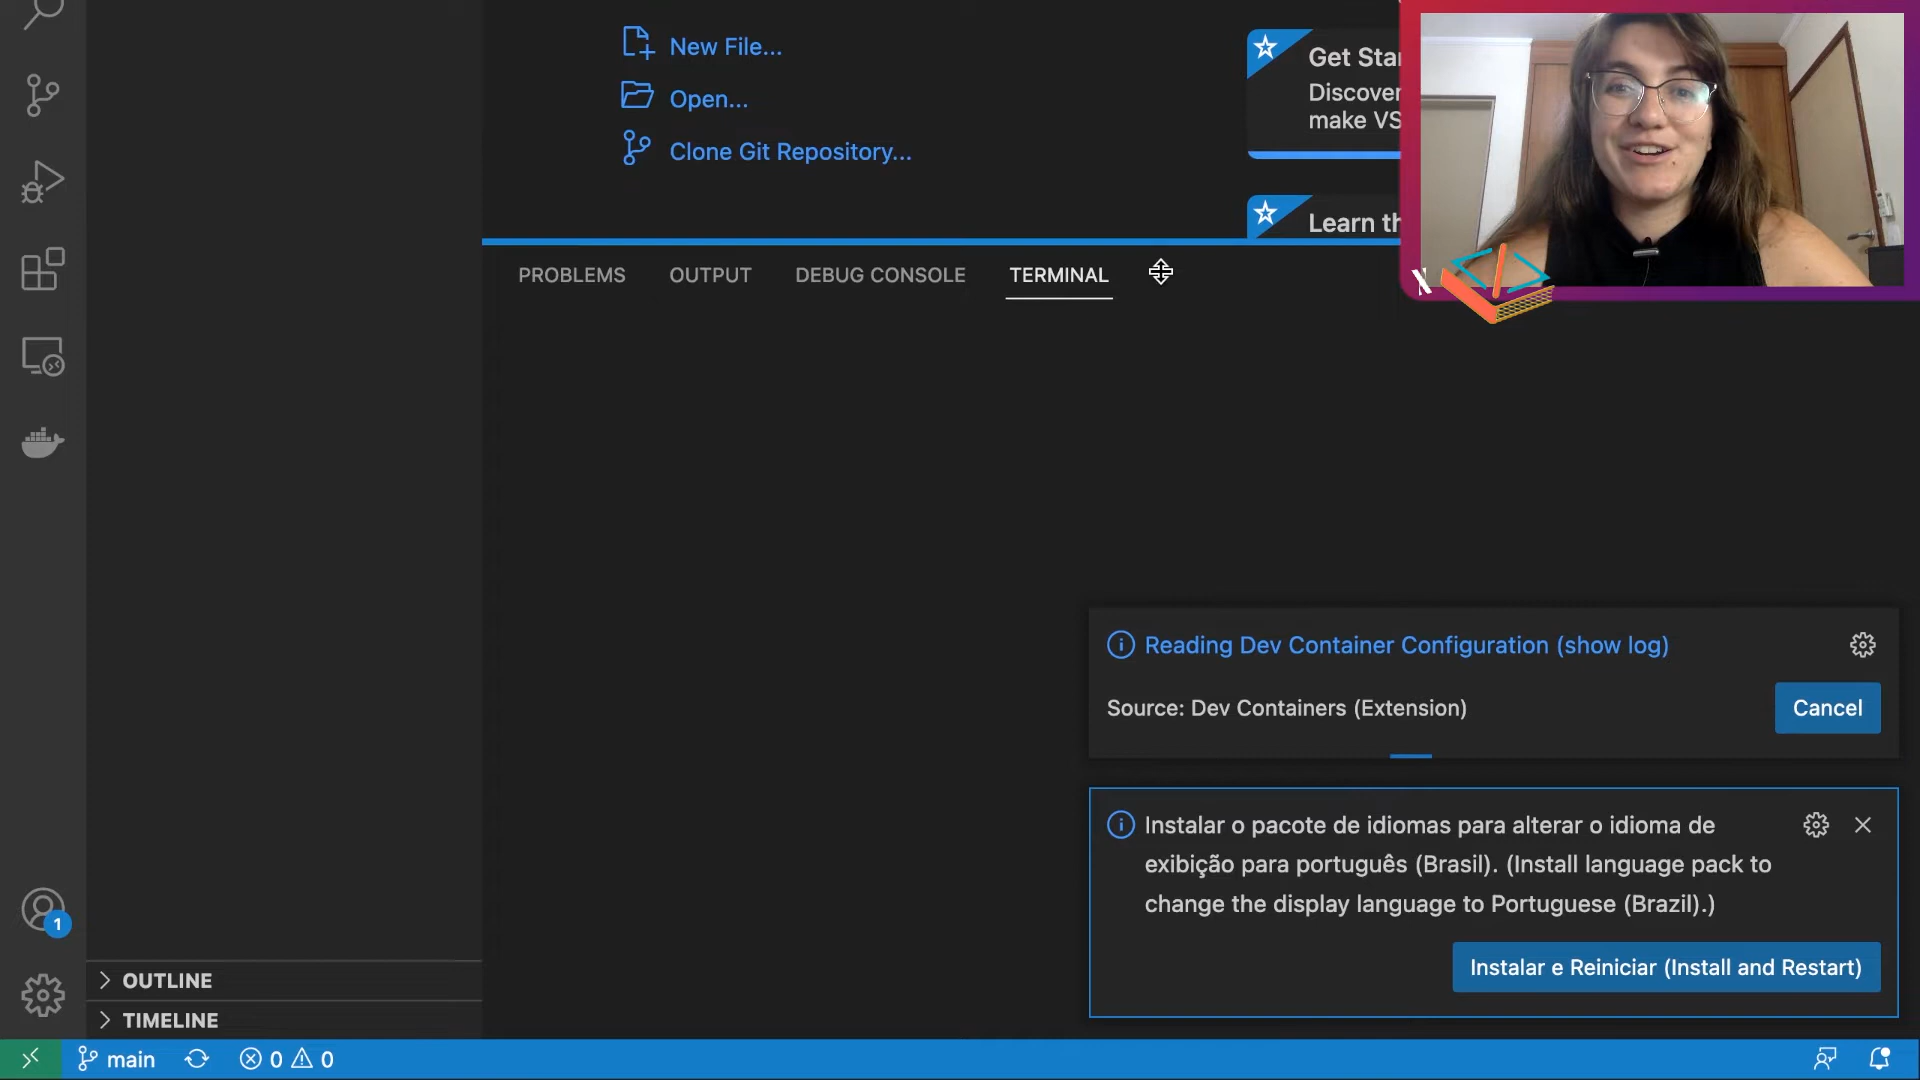 New File...
Open...
Clone Git Repository...
Get Star
Discover
make VS
Learn th
PROBLEMS
OUTPUT
DEBUG CONSOLE
TERMINAL
Reading Dev Container Configuration (show log)
Source: Dev Containers (Extension)
Cancel
Instalar o pacote de idiomas para alterar o idioma de
exibição para português (Brasil). (Install language pack to
change the display language to Portuguese (Brazil).)
Instalar e Reiniciar (Install and Restart)
1
OUTLINE
TIMELINE
main
0
0